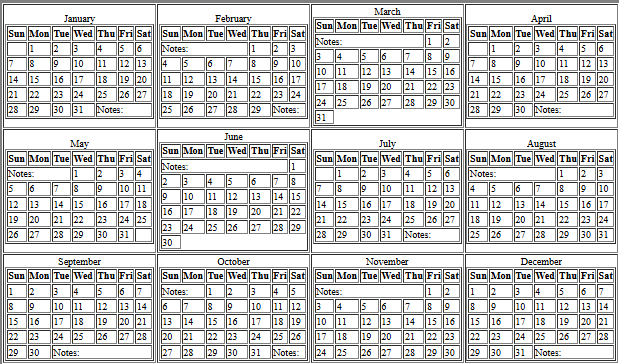 January
Sun Mon Tue Wed Thu Fri Sat
1 2 3 4 5 6
7 8 9 10 11 12 13
14 15 16 17 18 19 20
21 22 23 24 25 26 27
28 29 30 31 Notes:
February
Sun Mon Tue Wed Thu Fri Sat
Notes: 1 2 3
4 5 6 7 8 9 10
11 12 13 14 15 16 17
18 19 20 21 22 23 24
25 26 27 28 29 Notes:
March
Sun Mon Tue Wed Thu Fri Sat
Notes: 1 2
3 4 5 6 7 8 9
10 11 12 13 14 15 16
17 18 19 20 21 22 23
24 25 26 27 28 29 30
31
April
Sun Mon Tue Wed Thu Fri Sat
1 2 3 4 5 6
7 8 9 10 11 12 13
14 15 16 17 18 19 20
21 22 23 24 25 26 27
28 29 30 Notes:
May
Sun Mon Tue Wed Thu Fri Sat
Notes: 1 2 3 4
5 6 7 8 9 10 11
12 13 14 15 16 17 18
19 20 21 22 23 24 25
26 27 28 29 30 31
June
Sun Mon Tue Wed Thu Fri Sat
Notes: 1
2 3 4 5 6 7 8
9 10 11 12 13 14 15
16 17 18 19 20 21 22
23 24 25 26 27 28 29
30
July
Sun Mon Tue Wed Thu Fri Sat
1 2 3 4 5 6
7 8 9 10 11 12 13
14 15 16 17 18 19 20
21 22 23 24 25 26 27
28 29 30 31 Notes:
August
Sun Mon Tue Wed Thu Fri Sat
Notes: 1 2 3
4 5 6 7 8 9 10
11 12 13 14 15 16 17
18 19 20 21 22 23 24
25 26 27 28 29 30 31
September
Sun Mon Tue Wed Thu Fri Sat
1 2 3 4 5 6 7
8 9 10 11 12 13 14
15 16 17 18 19 20 21
22 23 24 25 26 27 28
29 30 Notes:
October
Sun Mon Tue Wed Thu Fri Sat
Notes: 1 2 3 4 5
6 7 8 9 10 11 12
13 14 15 16 17 18 19
20 21 22 23 24 25 26
27 28 29 30 31 Notes:
November
Sun Mon Tue Wed Thu Fri Sat
Notes: 1 2
3 4 5 6 7 8 9
10 11 12 13 14 15 16
17 18 19 20 21 22 23
24 25 26 27 28 29 30
December
Sun Mon Tue Wed Thu Fri Sat
1 2 3 4 5 6 7
8 9 10 11 12 13 14
15 16 17 18 19 20 21
22 23 24 25 26 27 28
29 30 31 Notes: